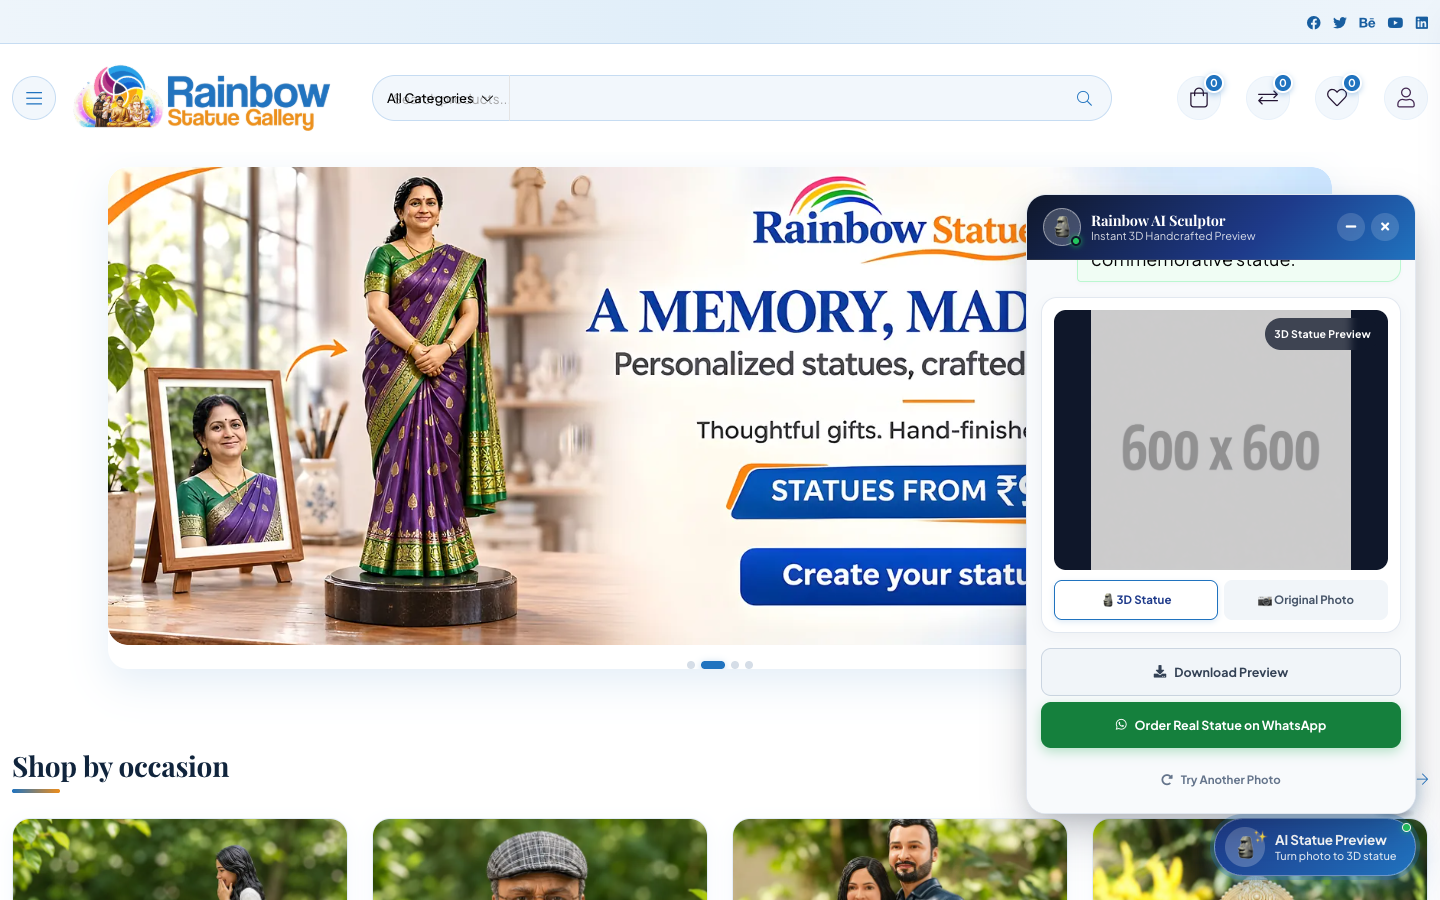 Bē
Rainbow
Statue Gallery
All Categories
0
0
0
Rainbow Statue
A MEMORY, MAD
Personalized statues, crafted
Thoughtful gifts. Hand-finishe
STATUES FROM ₹9
Create your statu
Rainbow AI Sculptor
Instant 3D Handcrafted Preview
commemorative statue.
3D Statue Preview
600 x 600
3D Statue
Original Photo
Download Preview
Order Real Statue on WhatsApp
Try Another Photo
Shop by occasion
AI Statue Preview
Turn photo to 3D statue